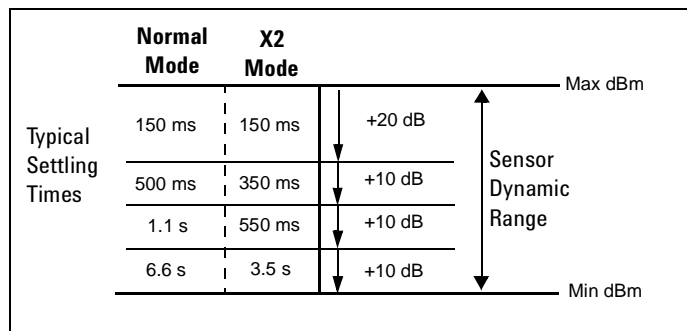 Normal Mode
X2 Mode
Max dBm
Typical Settling Times
150 ms 150 ms +20 dB
500 ms 350 ms +10 dB
1.1 s 550 ms +10 dB
6.6 s 3.5 s +10 dB
Sensor Dynamic Range
Min dBm